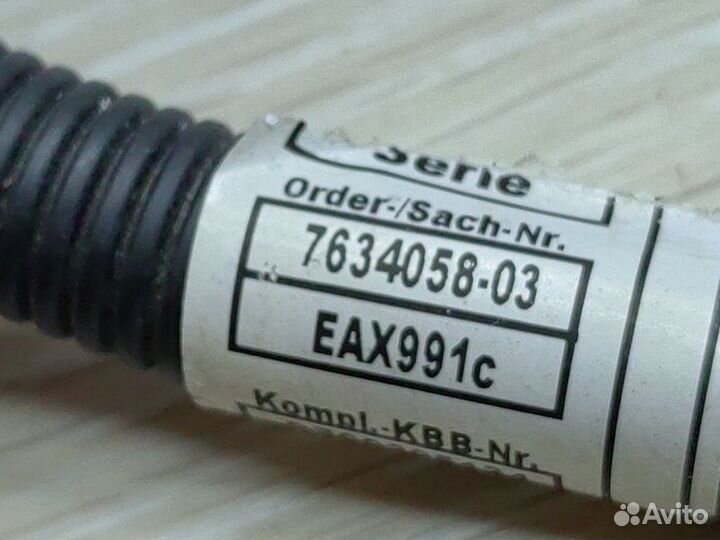 Serie
Order-/Sach-Nr.
7634058-03
EAX991c
Kompl.-KBB-Nr.
Avito